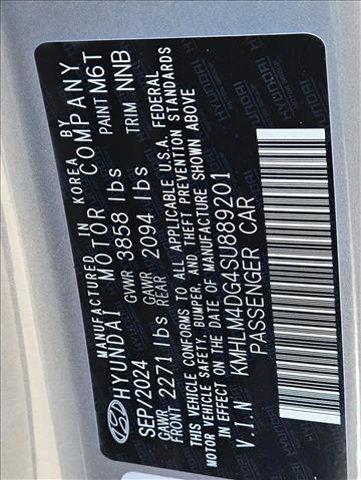 MANUFACTURED IN KOREA BY
HYUNDAI MOTOR COMPANY
SEP/2024 GVWR 3858 lbs PAINT M6T
GAWR FRONT 2271 lbs GAWR REAR 2094 lbs TRIM NNB
THIS VEHICLE CONFORMS TO ALL APPLICABLE U.S.A. FEDERAL
MOTOR VEHICLE SAFETY, BUMPER, AND THEFT PREVENTION STANDARDS
IN EFFECT ON THE DATE OF MANUFACTURE SHOWN ABOVE
V.I.N KMHLM4DG4SU889201
PASSENGER CAR